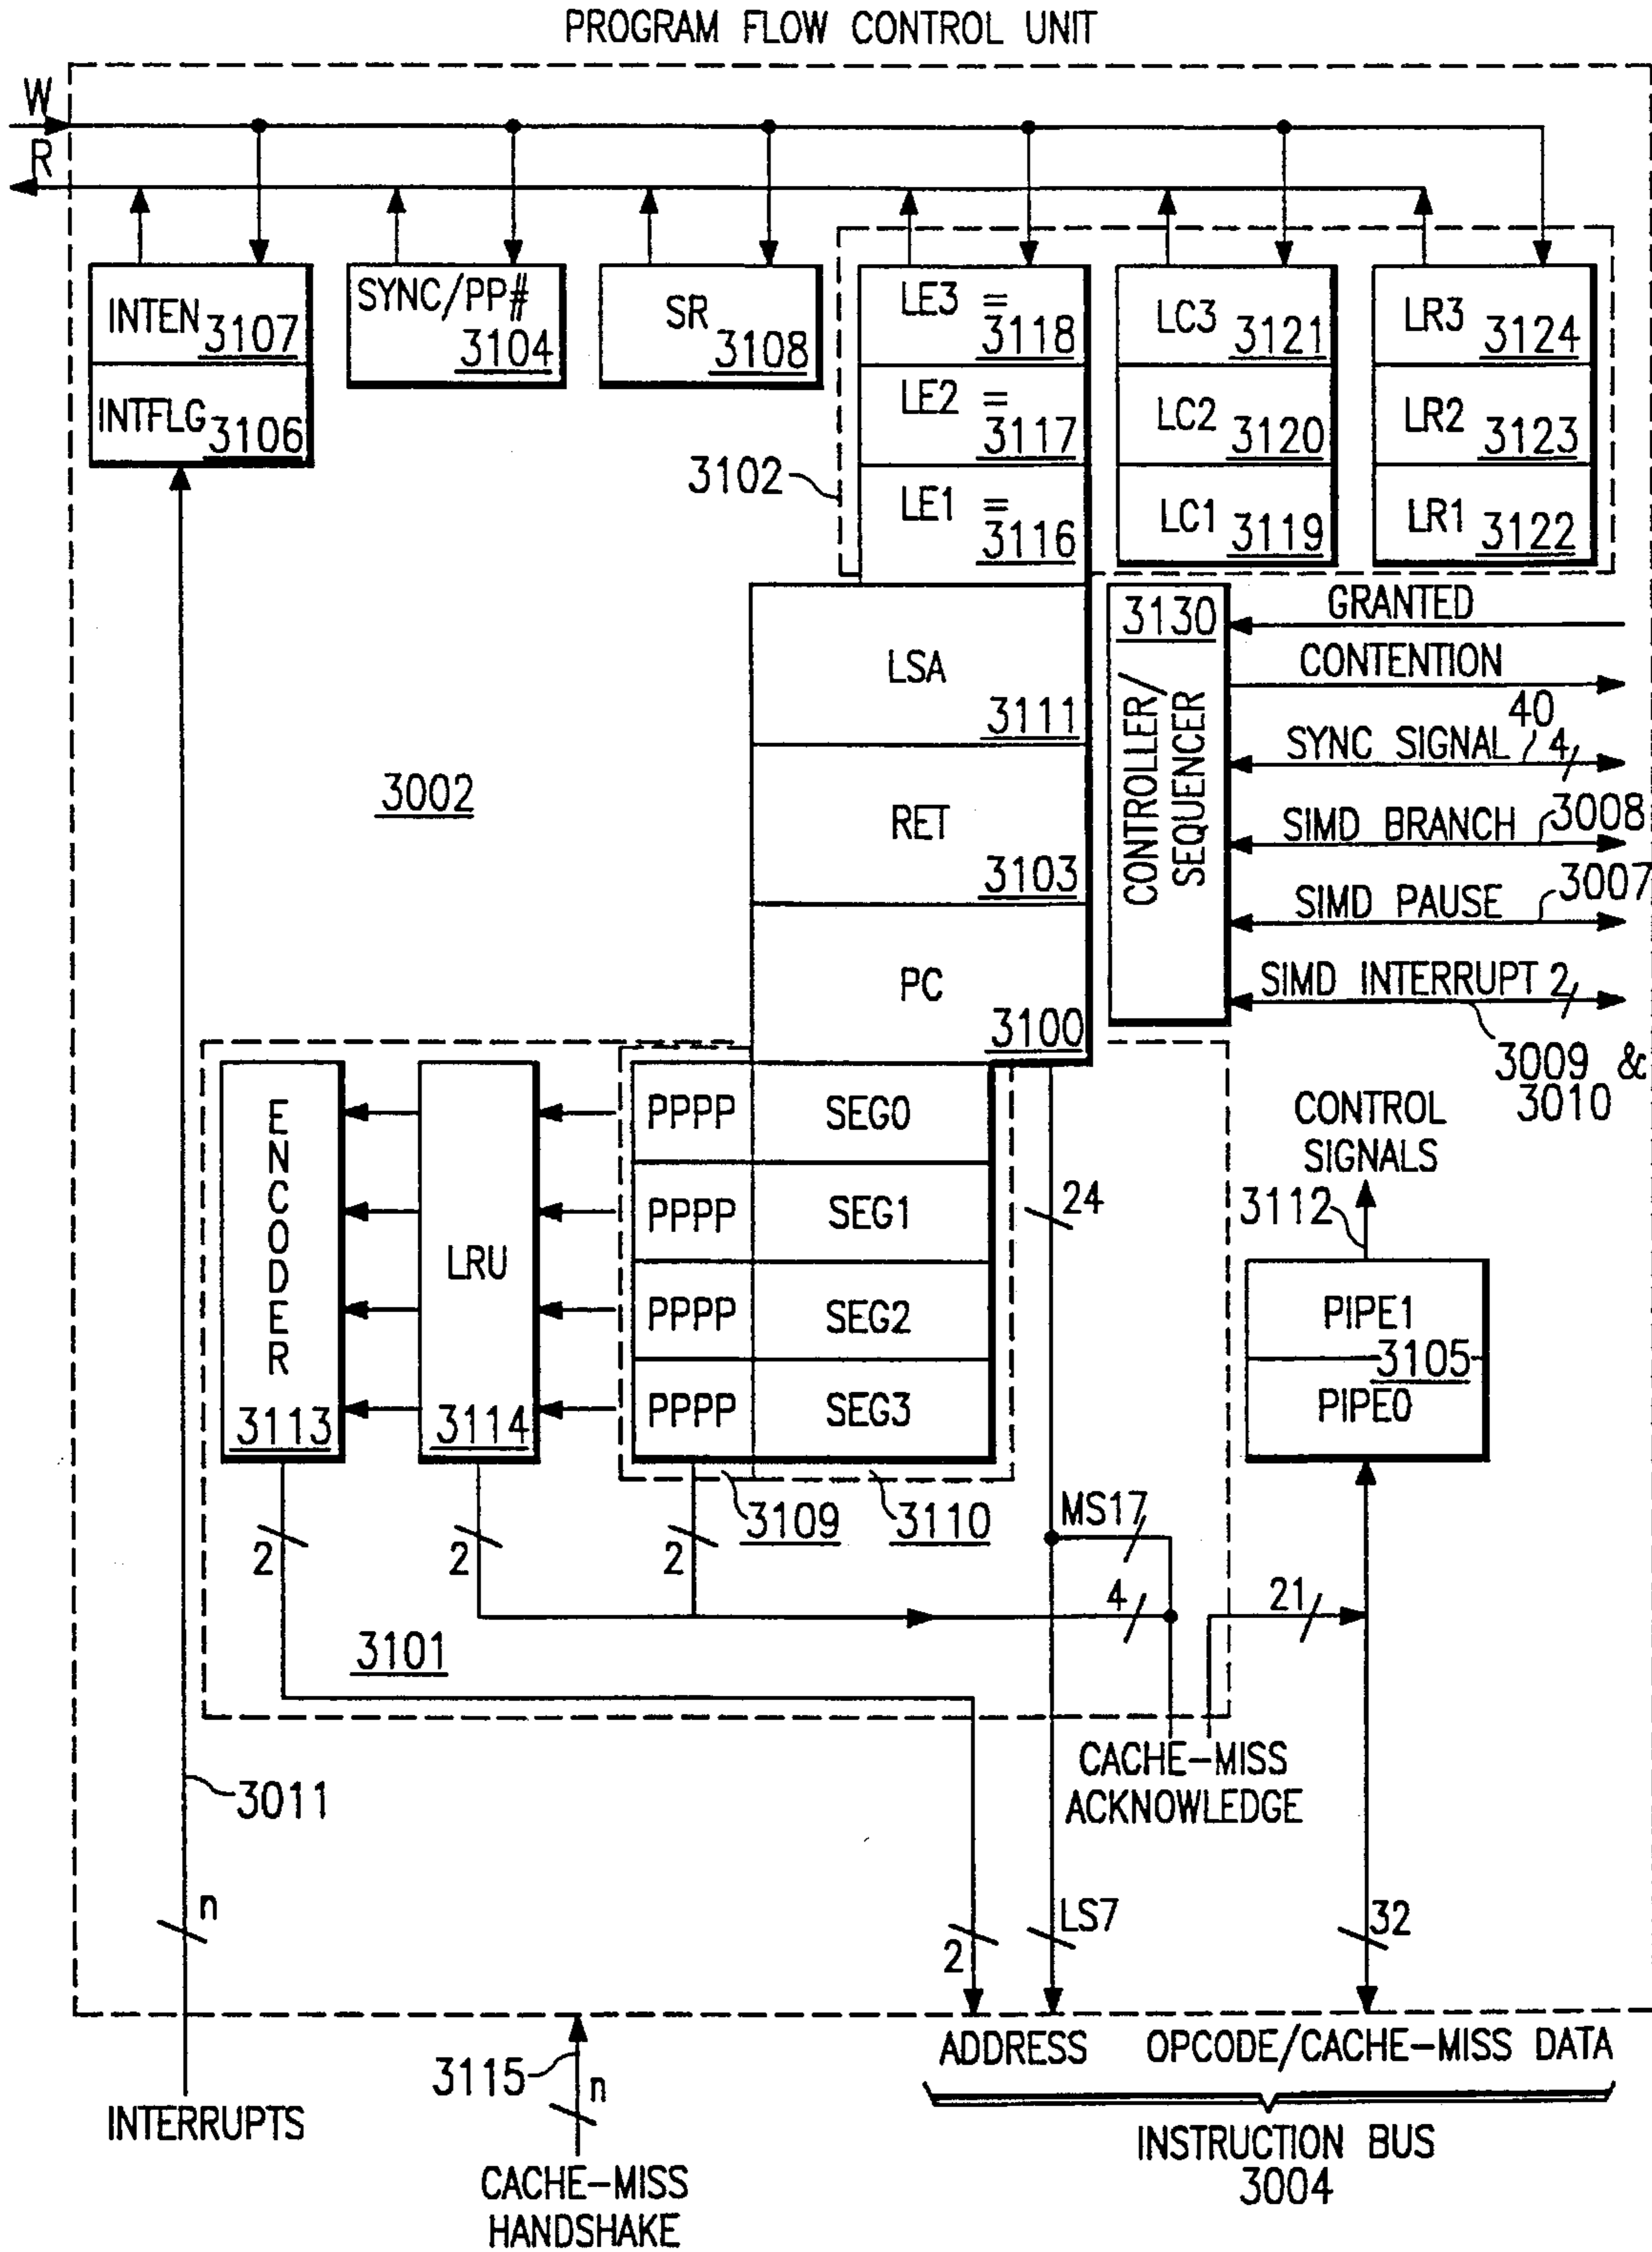 PROGRAM FLOW CONTROL UNIT
W
R
INTEN 3107
INTFLG 3106
SYNC/PP#
3104
SR 3108
LE3 =
3118
LE2 =
3117
LE1 =
3116
LC3 3121
LC2 3120
LC1 3119
LR3 3124
LR2 3123
LR1 3122
3102
LSA
3111
RET
3103
PC
3100
3002
3130
CONTROLLER/
SEQUENCER
GRANTED
CONTENTION
40
SYNC SIGNAL 4
SIMD BRANCH 3008
SIMD PAUSE 3007
SIMD INTERRUPT 2
3009 &
3010
CONTROL
SIGNALS
3112
PIPE1
3105
PIPE0
ENCODER
3113
LRU
3114
PPPP SEG0
PPPP SEG1
PPPP SEG2
PPPP SEG3
24
3109
3110
MS17
2
2
2
4
21
3101
CACHE-MISS
ACKNOWLEDGE
3011
n
2
LS7
32
ADDRESS
OPCODE/CACHE-MISS DATA
3115
n
INTERRUPTS
CACHE-MISS
HANDSHAKE
INSTRUCTION BUS
3004